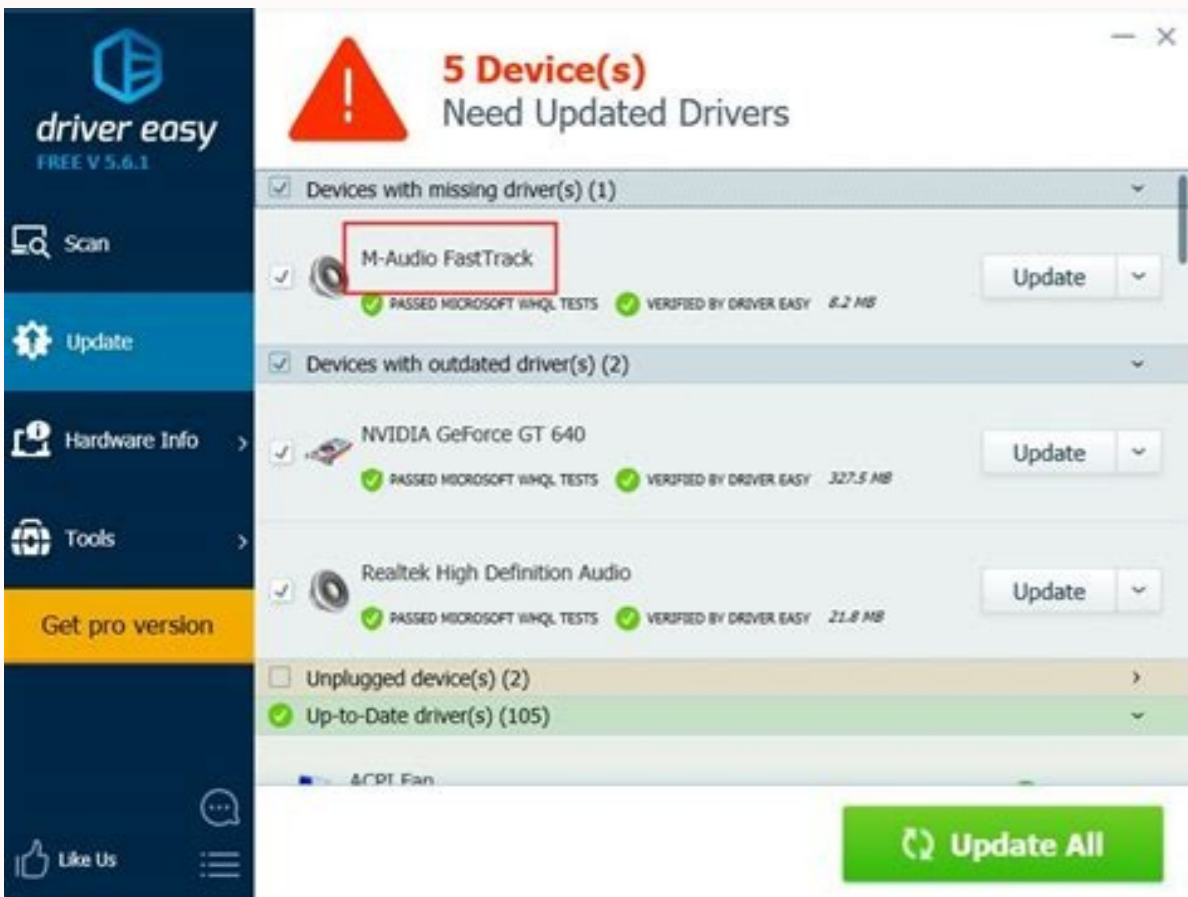 driver easy
FREE V 5.6.1
Scan
Update
Hardware Info
Tools
Get pro version
Like Us
5 Device(s)
Need Updated Drivers
Devices with missing driver(s) (1)
M-Audio FastTrack
Update
PASSED MICROSOFT WHQL TESTS VERIFIED BY DRIVER EASY 8.2 MB
Devices with outdated driver(s) (2)
NVIDIA GeForce GT 640
Update
PASSED MICROSOFT WHQL TESTS VERIFIED BY DRIVER EASY 327.5 MB
Realtek High Definition Audio
Update
PASSED MICROSOFT WHQL TESTS VERIFIED BY DRIVER EASY 21.8 MB
Unplugged device(s) (2)
Up-to-Date driver(s) (105)
ACPI Fan
Update All